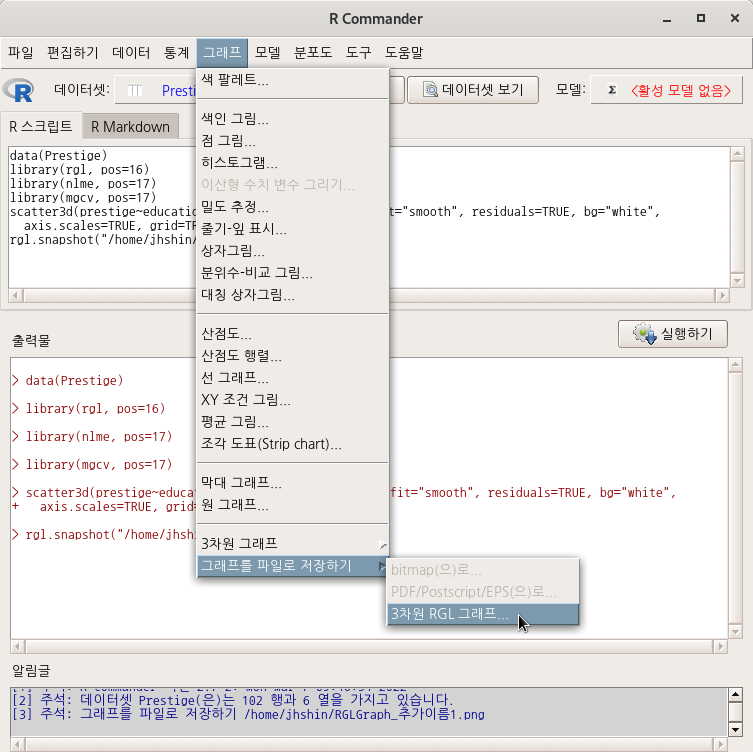 R Commander
파일 편집하기 데이터 통계 그래프 모델 분포도 도구 도움말
데이터셋: Presti 데이터셋 보기 모델: Σ <활성 모델 없음>
R 스크립트 R Markdown
data(Prestige)
library(rgl, pos=16)
library(nlme, pos=17)
library(mgcv, pos=17)
scatter3d(prestige~educatio t="smooth", residuals=TRUE, bg="white",
axis.scales=TRUE, grid=T
rgl.snapshot("/home/jhshin/
색 팔레트...
색인 그림...
점 그림...
히스토그램...
이산형 수치 변수 그리기...
밀도 추정...
줄기-잎 표시...
상자그림...
분위수-비교 그림...
대칭 상자그림...
산점도...
산점도 행렬...
선 그래프...
XY 조건 그림...
평균 그림...
조각 도표(Strip chart)...
막대 그래프...
원 그래프...
3차원 그래프
그래프를 파일로 저장하기
bitmap(으)로...
PDF/Postscript/EPS(으)로...
3차원 RGL 그래프...
출력물 실행하기
> data(Prestige)
> library(rgl, pos=16)
> library(nlme, pos=17)
> library(mgcv, pos=17)
> scatter3d(prestige~educa fit="smooth", residuals=TRUE, bg="white",
+ axis.scales=TRUE, grid=
> rgl.snapshot("/home/jhsh
알림글
[2] 주석: 데이터셋 Prestige(은)는 102 행과 6 열을 가지고 있습니다.
[3] 주석: 그래프를 파일로 저장하기 /home/jhshin/RGLGraph_추가이름1.png